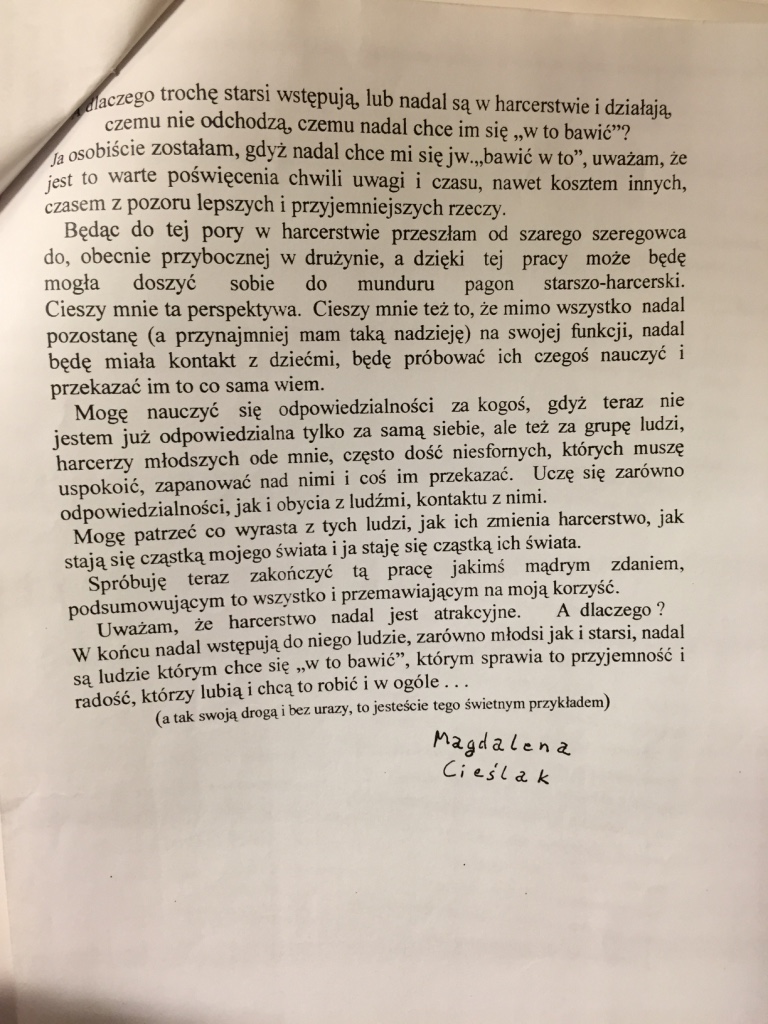 A dlaczego trochę starsi wstępują, lub nadal są w harcerstwie i działają,
czemu nie odchodzą, czemu nadal chce im się „w to bawić”?
Ja osobiście zostałam, gdyż nadal chce mi się jw.„bawić w to”, uważam, że
jest to warte poświęcenia chwili uwagi i czasu, nawet kosztem innych,
czasem z pozoru lepszych i przyjemniejszych rzeczy.
Będąc do tej pory w harcerstwie przeszłam od szarego szeregowca
do, obecnie przybocznej w drużynie, a dzięki tej pracy może będę
mogła doszyć sobie do munduru pagon starszo-harcerski.
Cieszy mnie ta perspektywa. Cieszy mnie też to, że mimo wszystko nadal
pozostanę (a przynajmniej mam taką nadzieję) na swojej funkcji, nadal
będę miała kontakt z dziećmi, będę próbować ich czegoś nauczyć i
przekazać im to co sama wiem.
Mogę nauczyć się odpowiedzialności za kogoś, gdyż teraz nie
jestem już odpowiedzialna tylko za samą siebie, ale też za grupę ludzi,
harcerzy młodszych ode mnie, często dość niesfornych, których muszę
uspokoić, zapanować nad nimi i coś im przekazać. Uczę się zarówno
odpowiedzialności, jak i obycia z ludźmi, kontaktu z nimi.
Mogę patrzeć co wyrasta z tych ludzi, jak ich zmienia harcerstwo, jak
stają się cząstką mojego świata i ja staję się cząstką ich świata.
Spróbuję teraz zakończyć tą pracę jakimś mądrym zdaniem,
podsumowującym to wszystko i przemawiającym na moją korzyść.
Uważam, że harcerstwo nadal jest atrakcyjne. A dlaczego ?
W końcu nadal wstępują do niego ludzie, zarówno młodsi jak i starsi, nadal
są ludzie którym chce się „w to bawić”, którym sprawia to przyjemność i
radość, którzy lubią i chcą to robić i w ogóle . . .
(a tak swoją drogą i bez urazy, to jesteście tego świetnym przykładem)
Magdalena
Cieślak